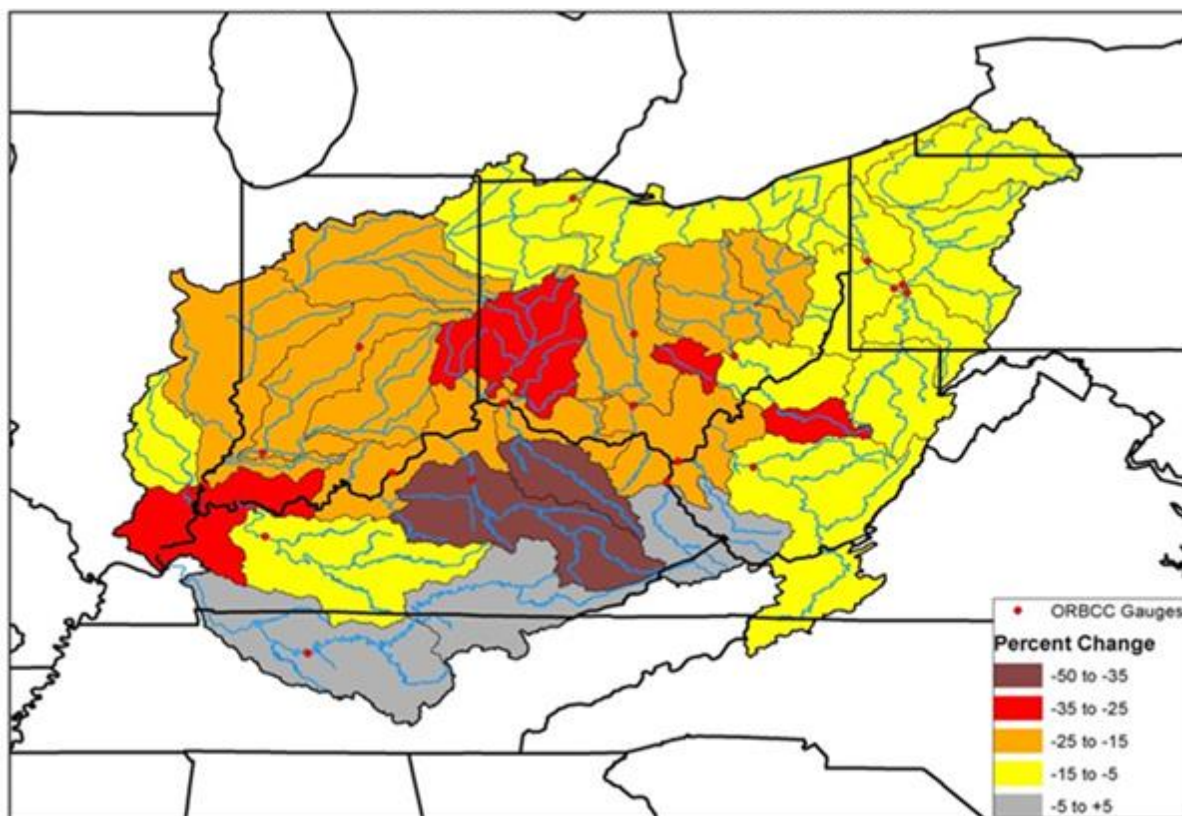 ORBCC Gauges
Percent Change
-50 to -35
-35 to -25
-25 to -15
-15 to -5
-5 to +5